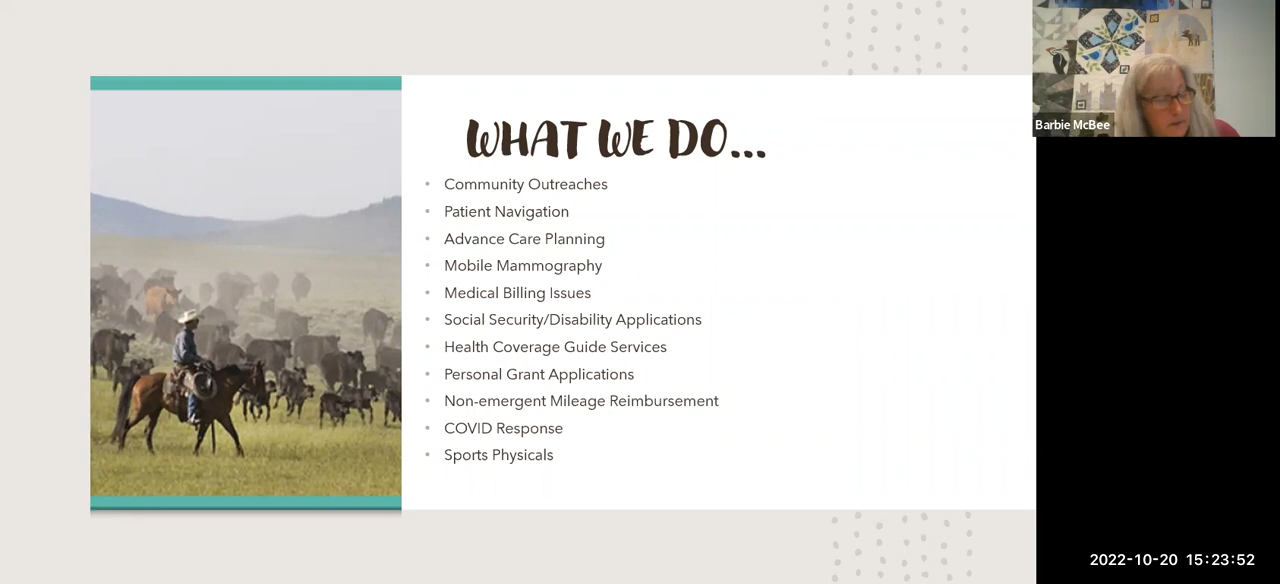 WHAT WE DO...
• Community Outreaches
• Patient Navigation
• Advance Care Planning
• Mobile Mammography
• Medical Billing Issues
• Social Security/Disability Applications
• Health Coverage Guide Services
• Personal Grant Applications
• Non-emergent Mileage Reimbursement
• COVID Response
• Sports Physicals
Barbie McBee
2022-10-20 15:23:52